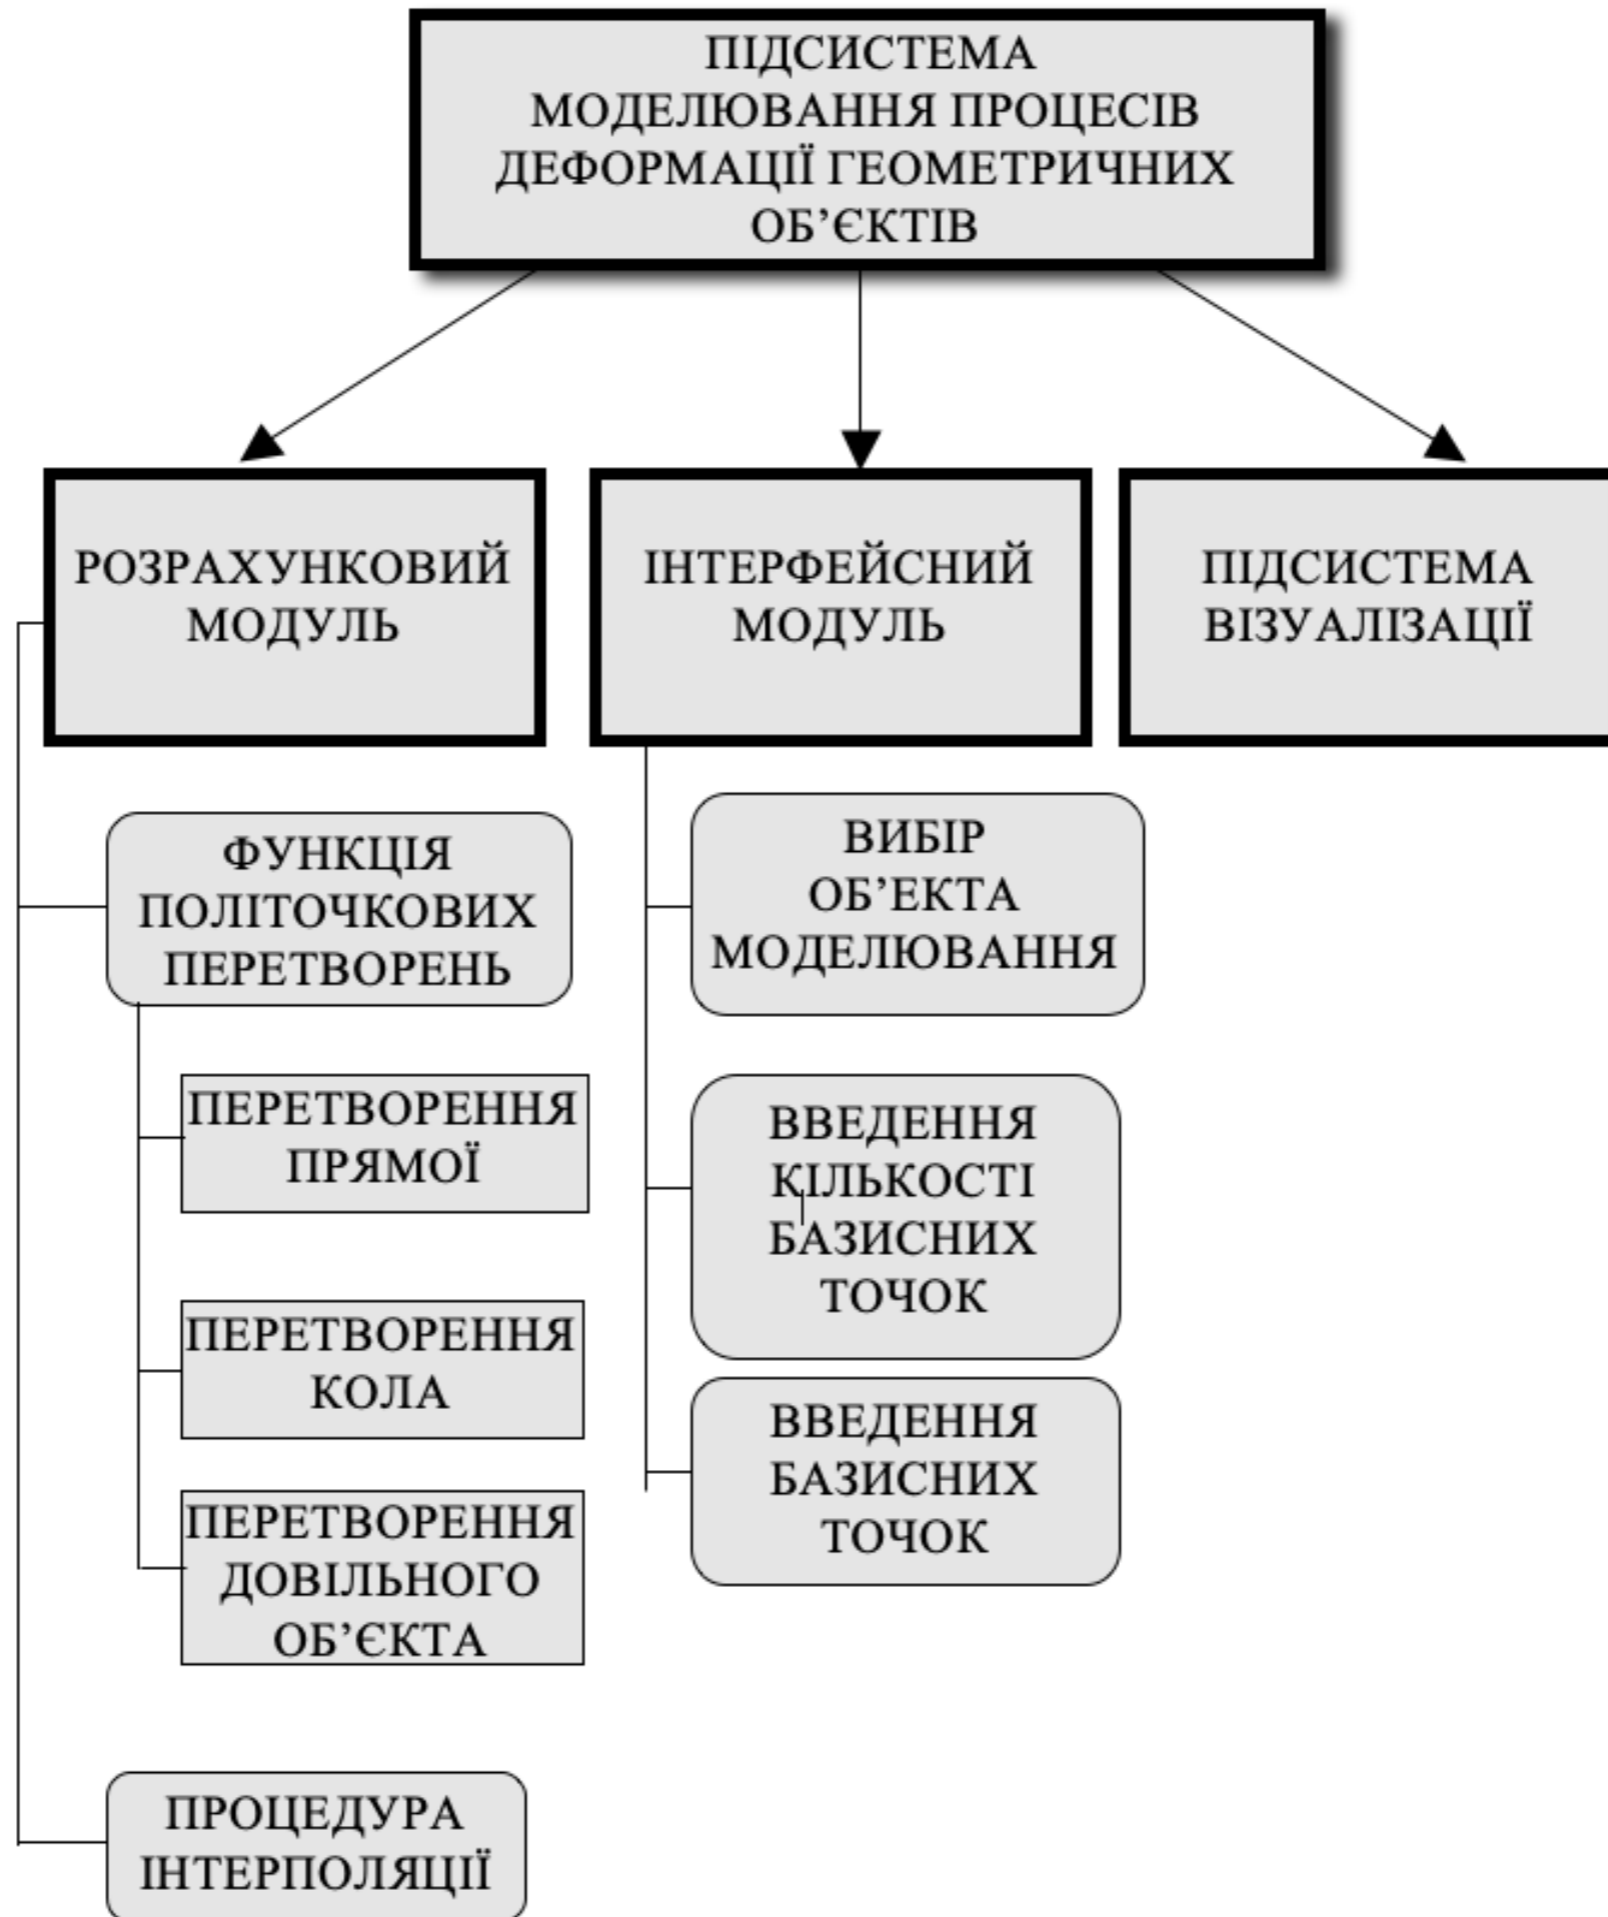 ПІДСИСТЕМА
МОДЕЛЮВАННЯ ПРОЦЕСІВ
ДЕФОРМАЦІЇ ГЕОМЕТРИЧНИХ
ОБ’ЄКТІВ
РОЗРАХУНКОВИЙ
МОДУЛЬ
ІНТЕРФЕЙСНИЙ
МОДУЛЬ
ПІДСИСТЕМА
ВІЗУАЛІЗАЦІЇ
ФУНКЦІЯ
ПОЛІТОЧКОВИХ
ПЕРЕТВОРЕНЬ
ПЕРЕТВОРЕННЯ
ПРЯМОЇ
ПЕРЕТВОРЕННЯ
КОЛА
ПЕРЕТВОРЕННЯ
ДОВІЛЬНОГО
ОБ’ЄКТА
ПРОЦЕДУРА
ІНТЕРПОЛЯЦІЇ
ВИБІР
ОБ’ЕКТА
МОДЕЛЮВАННЯ
ВВЕДЕННЯ
КІЛЬКОСТІ
БАЗИСНИХ
ТОЧОК
ВВЕДЕННЯ
БАЗИСНИХ
ТОЧОК